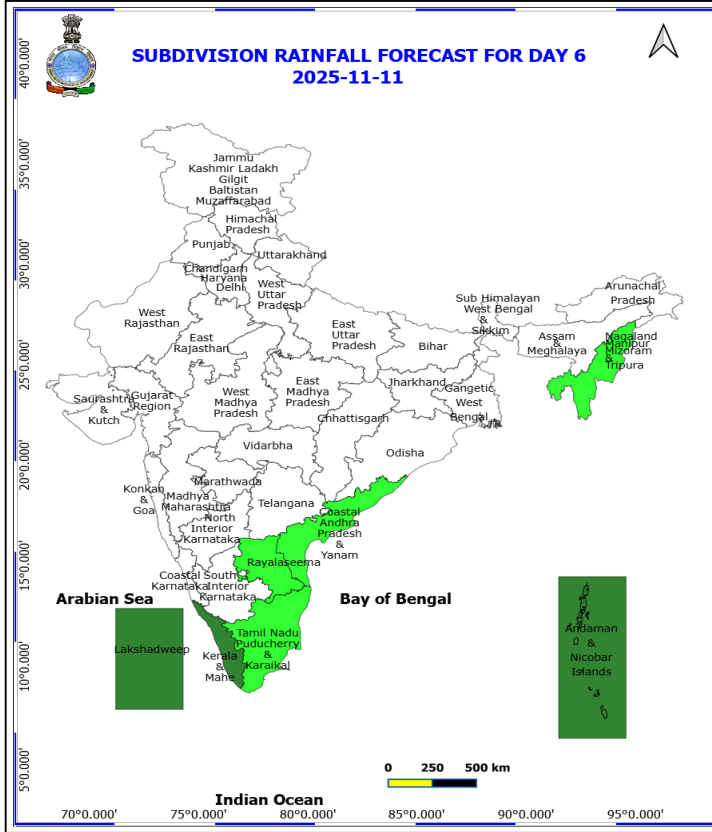 SUBDIVISION RAINFALL FORECAST FOR DAY 6
2025-11-11
40°0.000'
35°0.000'
30°0.000'
25°0.000'
20°0.000'
15°0.000'
10°0.000'
5°0.000'
Jammu
Kashmir Ladakh
Gilgit
Baltistan
Muzaffarabad
Himachal
Pradesh
Punjab
Uttarakhand
Chandigarh
Haryana
Delhi
West
Uttar
Pradesh
Arunachal
Pradesh
Sub Himalayan
West Bengal
&
Sikkim
West
Rajasthan
East
Rajasthan
East
Uttar
Pradesh
Bihar
Assam
&
Meghalaya
Nagaland
Manipur
Mizoram
&
Tripura
Saurashtra
&
Kutch
Gujarat
Region
West
Madhya
Pradesh
East
Madhya
Pradesh
Jharkhand
Gangetic
West
Bengal
Chhattisgarh
Vidarbha
Odisha
Konkan
&
Goa
Marathwada
Madhya
Maharashtra
North
Interior
Karnataka
Telangana
Coastal
Andhra
Pradesh
&
Yanam
Rayalaseema
Coastal
Karnataka
South
Interior
Karnataka
Arabian Sea
Bay of Bengal
Lakshadweep
Kerala
&
Mahe
Tamil Nadu
Puducherry
&
Karaikal
Andaman
&
Nicobar
Islands
0 250 500 km
Indian Ocean
70°0.000' 75°0.000' 80°0.000' 85°0.000' 90°0.000' 95°0.000'